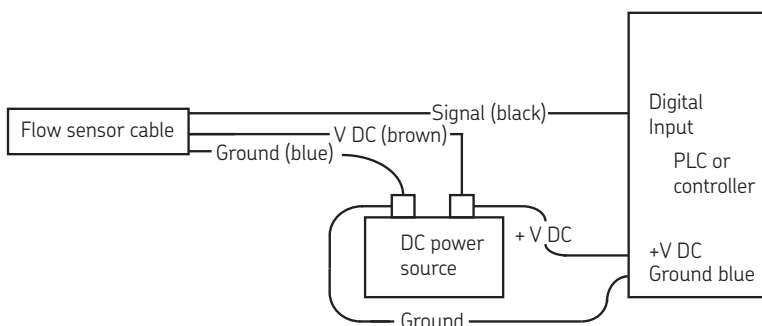 Signal (black)
Digital
Input
Flow sensor cable
V DC (brown)
Ground (blue)
PLC or
controller
DC power
source
+ V DC
+V DC
Ground blue
Ground